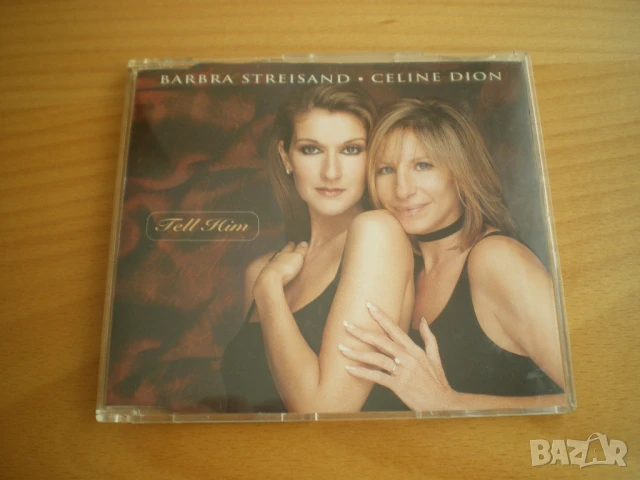 BARBRA STREISAND • CELINE DION
Tell Him
BAZAR